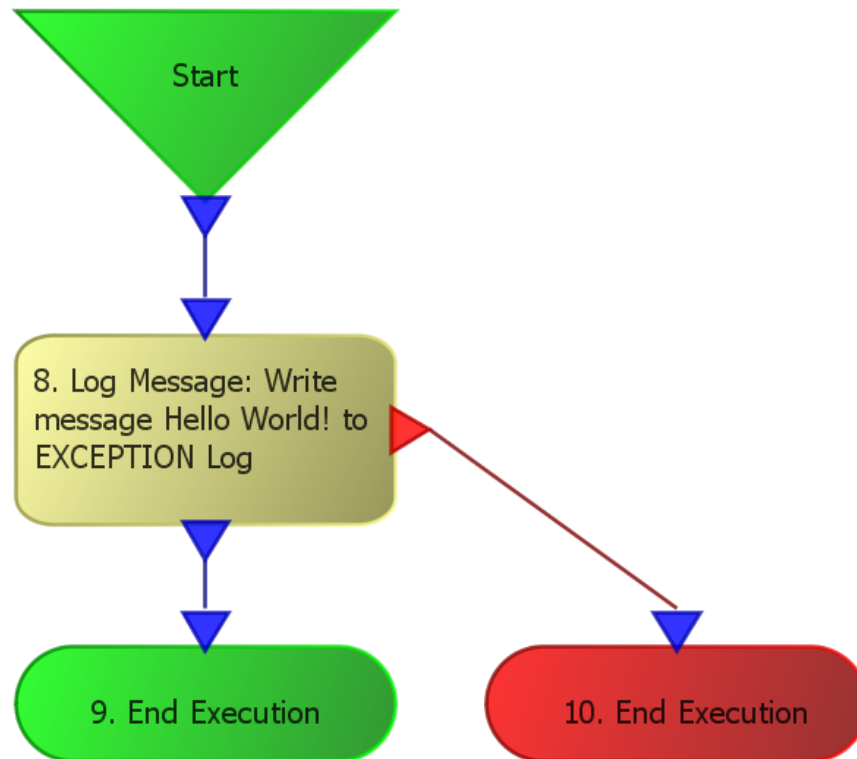 Start
8. Log Message: Write
message Hello World! to
EXCEPTION Log
9. End Execution
10. End Execution